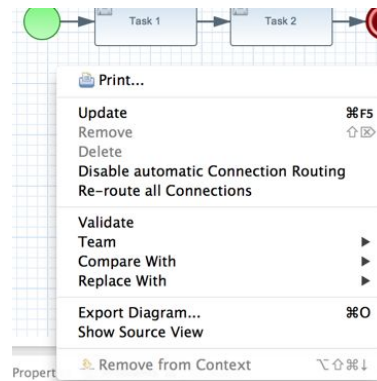 Task 1
Task 2
Print...
Update ⌘F5
Remove ⇧⌦
Delete
Disable automatic Connection Routing
Re-route all Connections
Validate
Team ▶
Compare With ▶
Replace With ▶
Export Diagram... ⌘O
Show Source View
Remove from Context ⌥⇧⌘↓
Propert